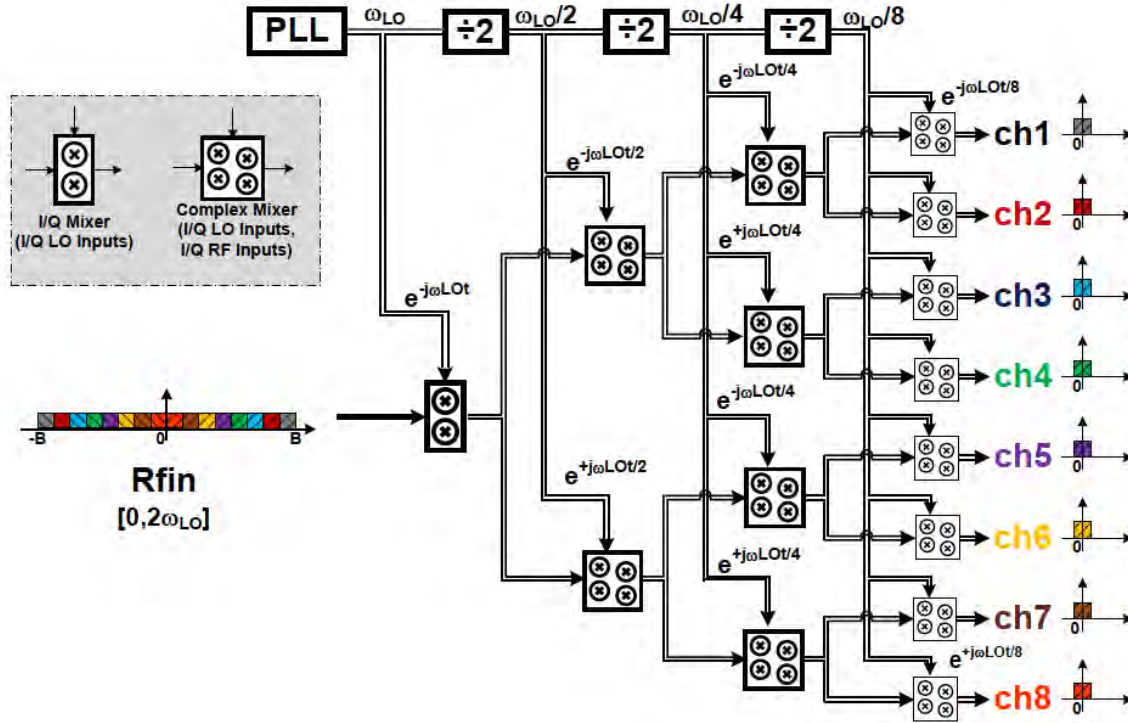 PLL
ωLO
÷2
ωLO/2
÷2
ωLO/4
÷2
ωLO/8
e-jωLOt/4
e-jωLOt/8
ch1
0
I/Q Mixer
(I/Q LO Inputs)
Complex Mixer
(I/Q LO Inputs,
I/Q RF Inputs)
e-jωLOt/2
ch2
0
e+jωLOt/4
ch3
0
e-jωLOt
ch4
0
-B
0
B
Rfin
[0,2ωLO]
e-jωLOt/4
ch5
0
e+jωLOt/2
ch6
0
e+jωLOt/4
ch7
0
e+jωLOt/8
ch8
0